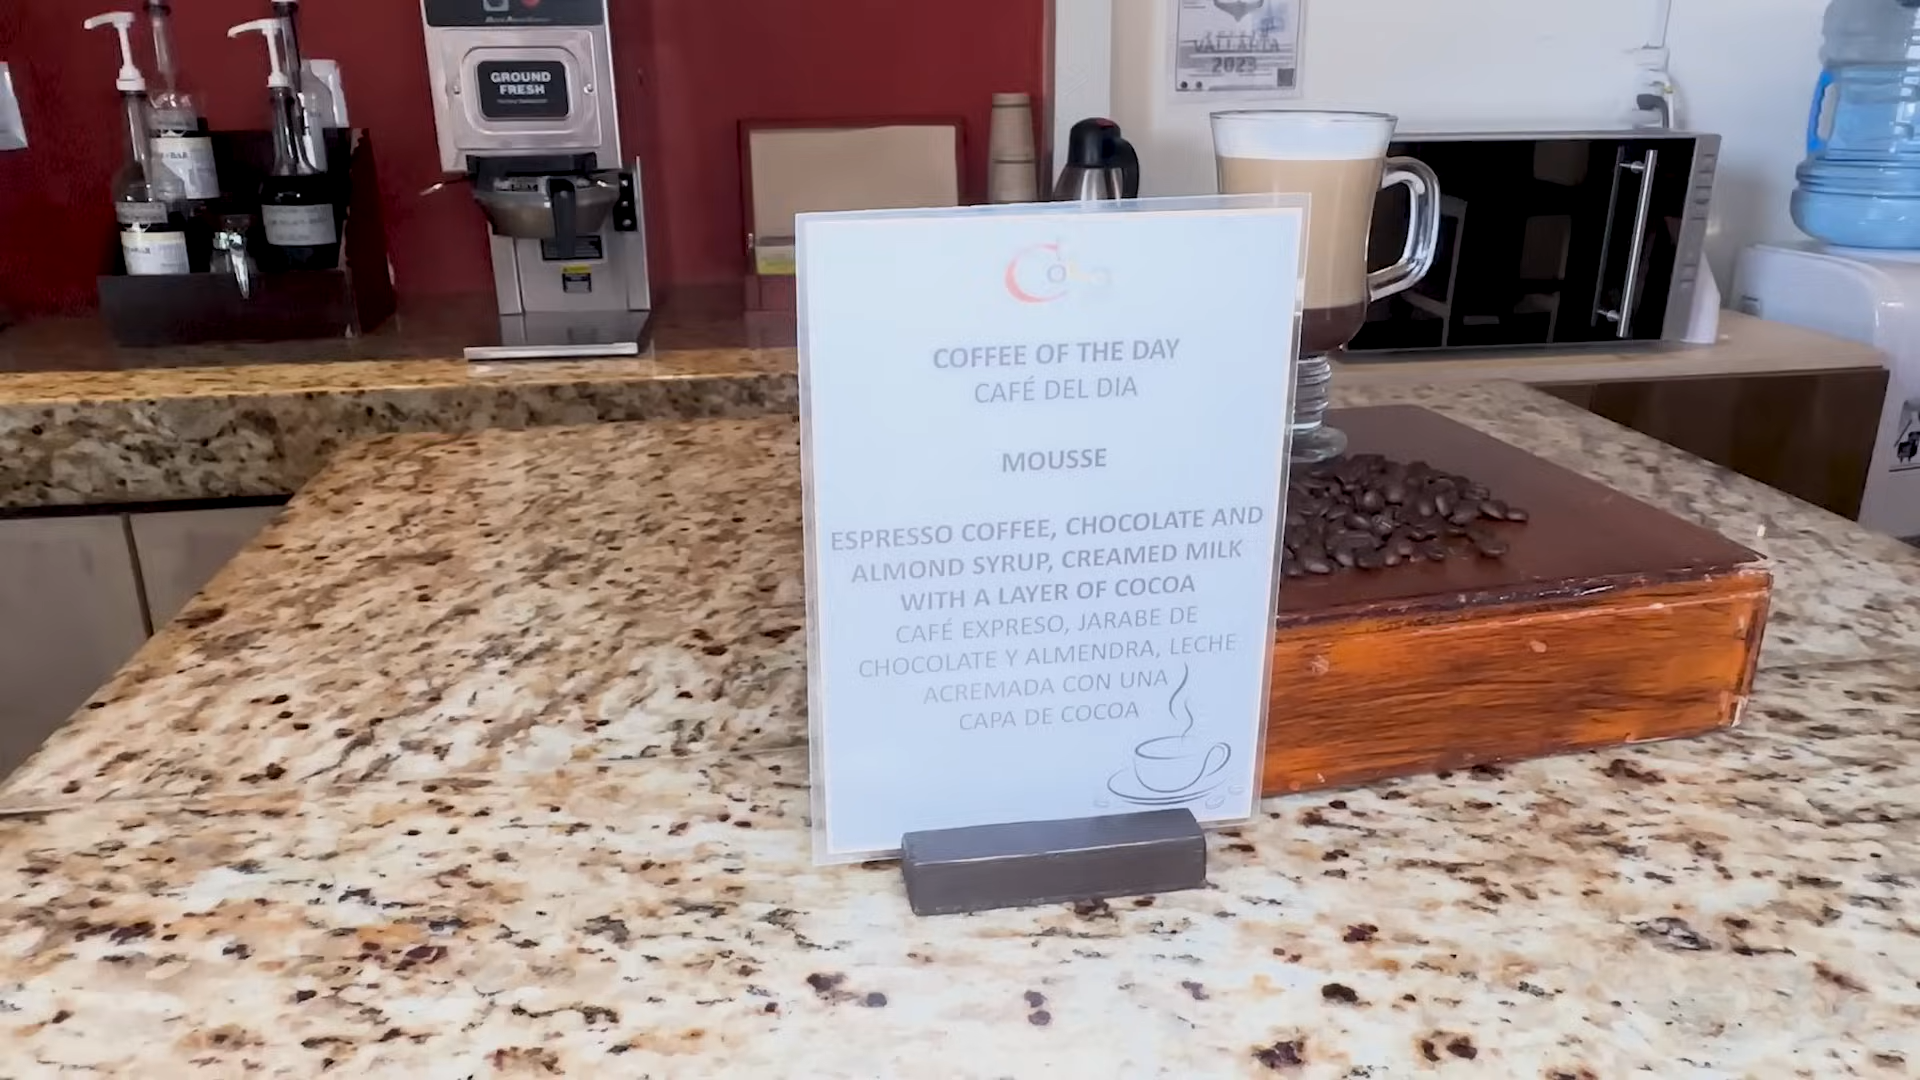 GROUND
FRESH
VALLARTA
2023
COFFEE OF THE DAY
CAFÉ DEL DIA
MOUSSE
ESPRESSO COFFEE, CHOCOLATE AND
ALMOND SYRUP, CREAMED MILK
WITH A LAYER OF COCOA
CAFÉ EXPRESO, JARABE DE
CHOCOLATE Y ALMENDRA, LECHE
ACREMADA CON UNA
CAPA DE COCOA